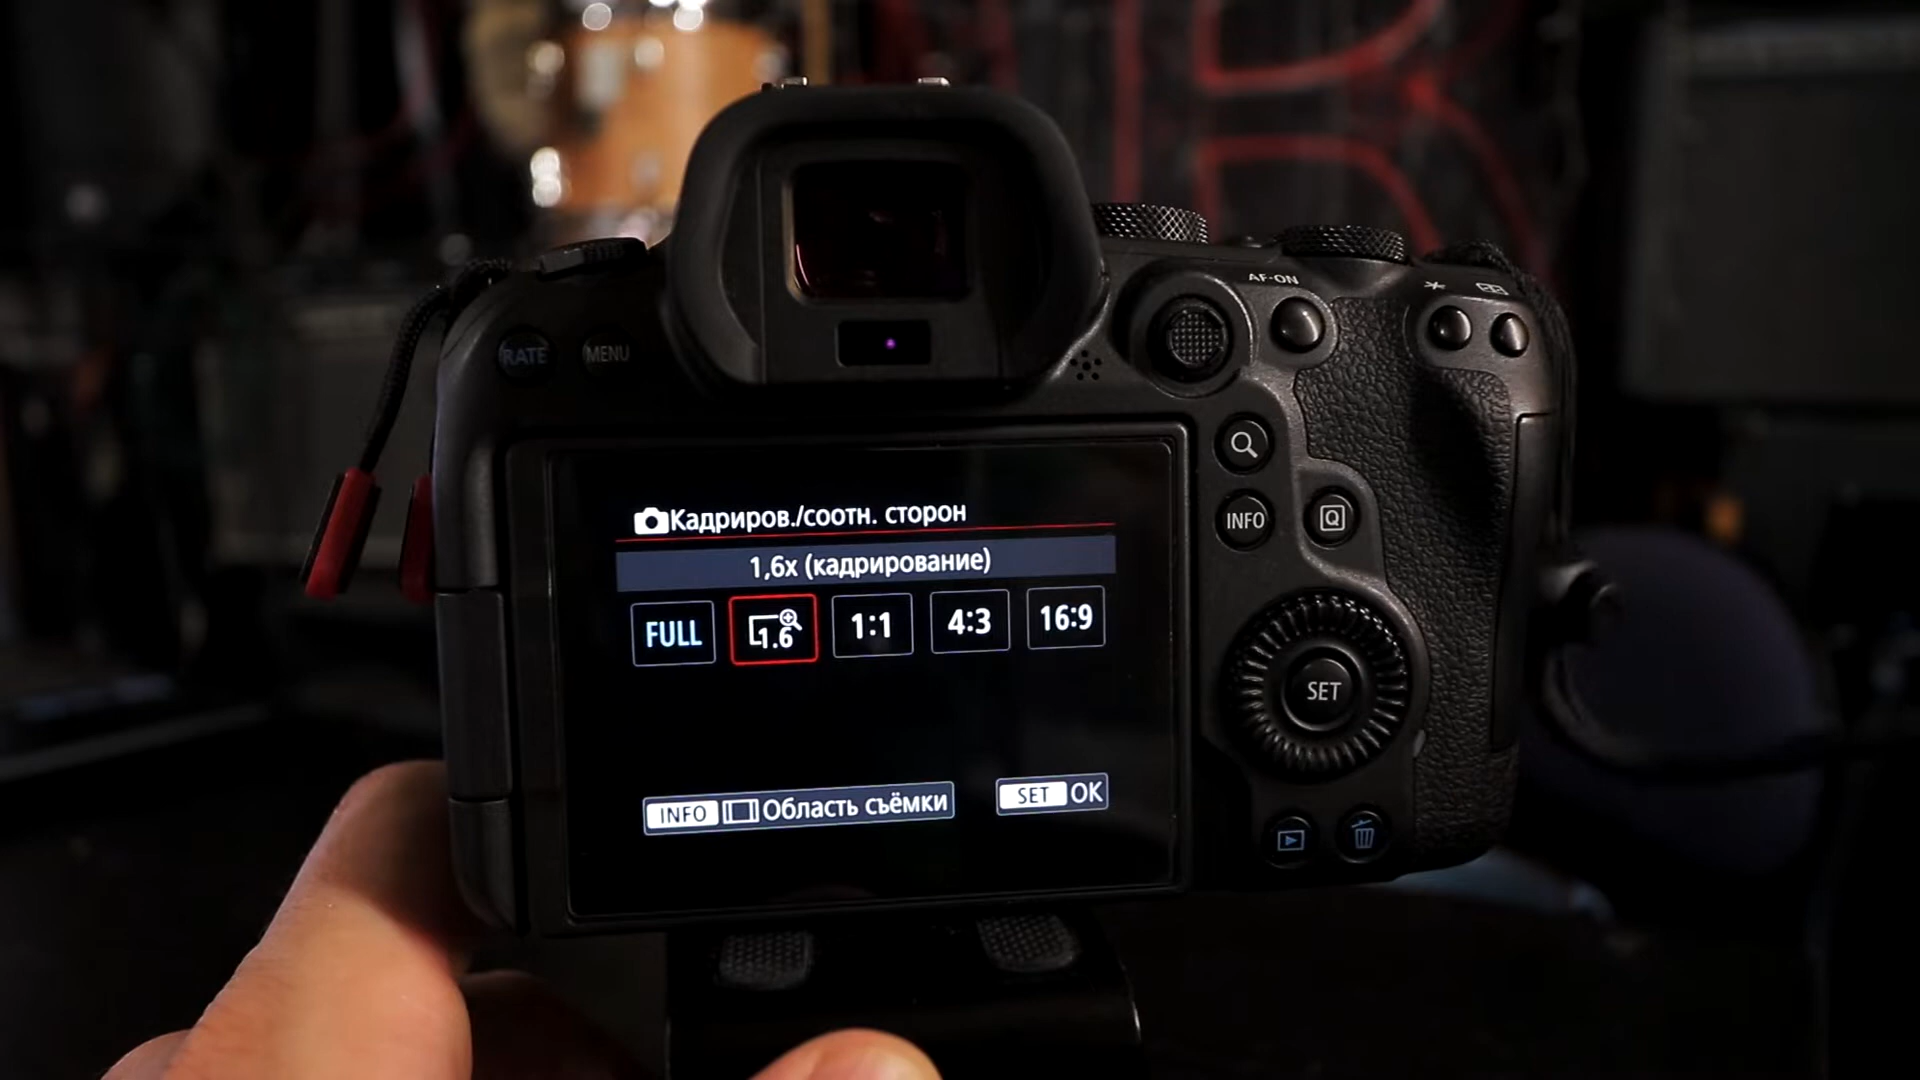 AF-ON
RATE MENU
Кадриров./соотн. сторон
1,6x (кадрирование)
FULL 1.6 1:1 4:3 16:9
INFO Область съёмки SET OK
INFO Q
SET